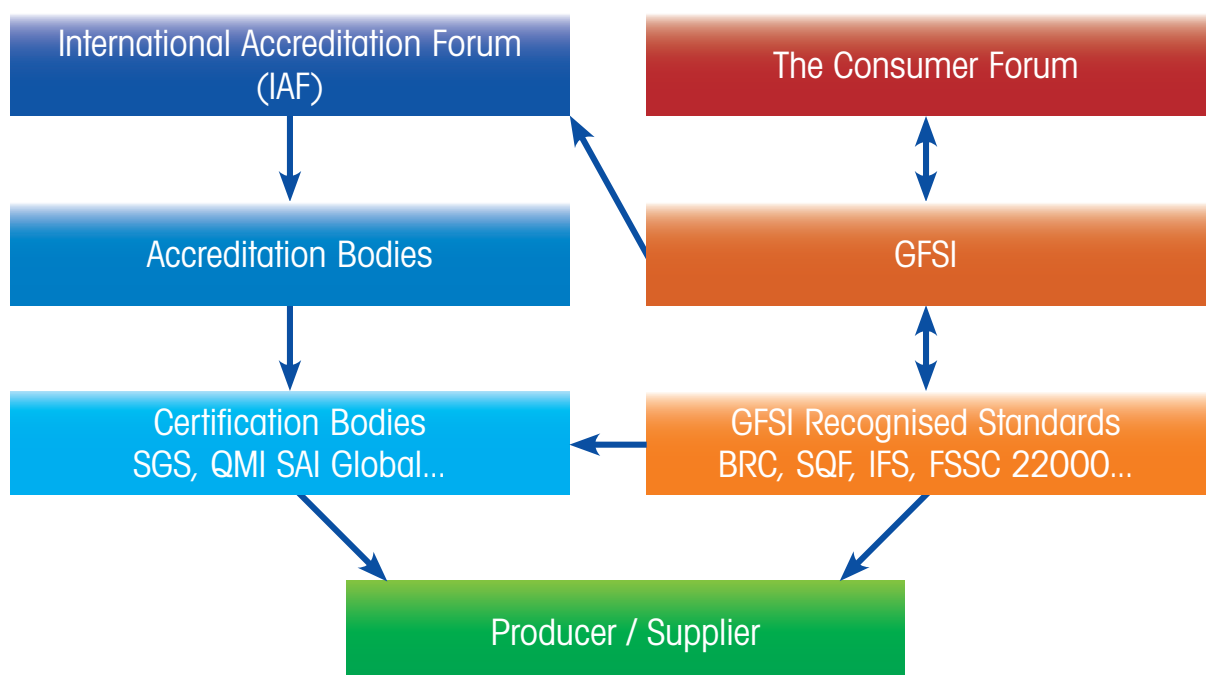 International Accreditation Forum
(IAF)
The Consumer Forum
Accreditation Bodies
GFSI
Certification Bodies
SGS, QMI SAI Global...
GFSI Recognised Standards
BRC, SQF, IFS, FSSC 22000...
Producer / Supplier